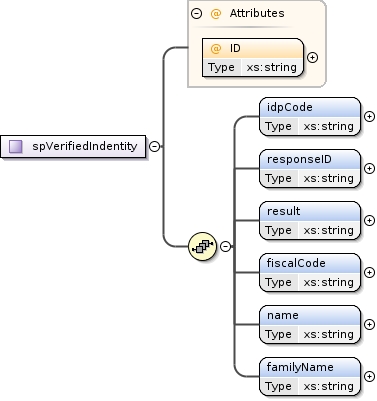 @ Attributes
@ ID
Type xs:string
spVerifiedIndentity
idpCode
Type xs:string
responseID
Type xs:string
result
Type xs:string
fiscalCode
Type xs:string
name
Type xs:string
familyName
Type xs:string